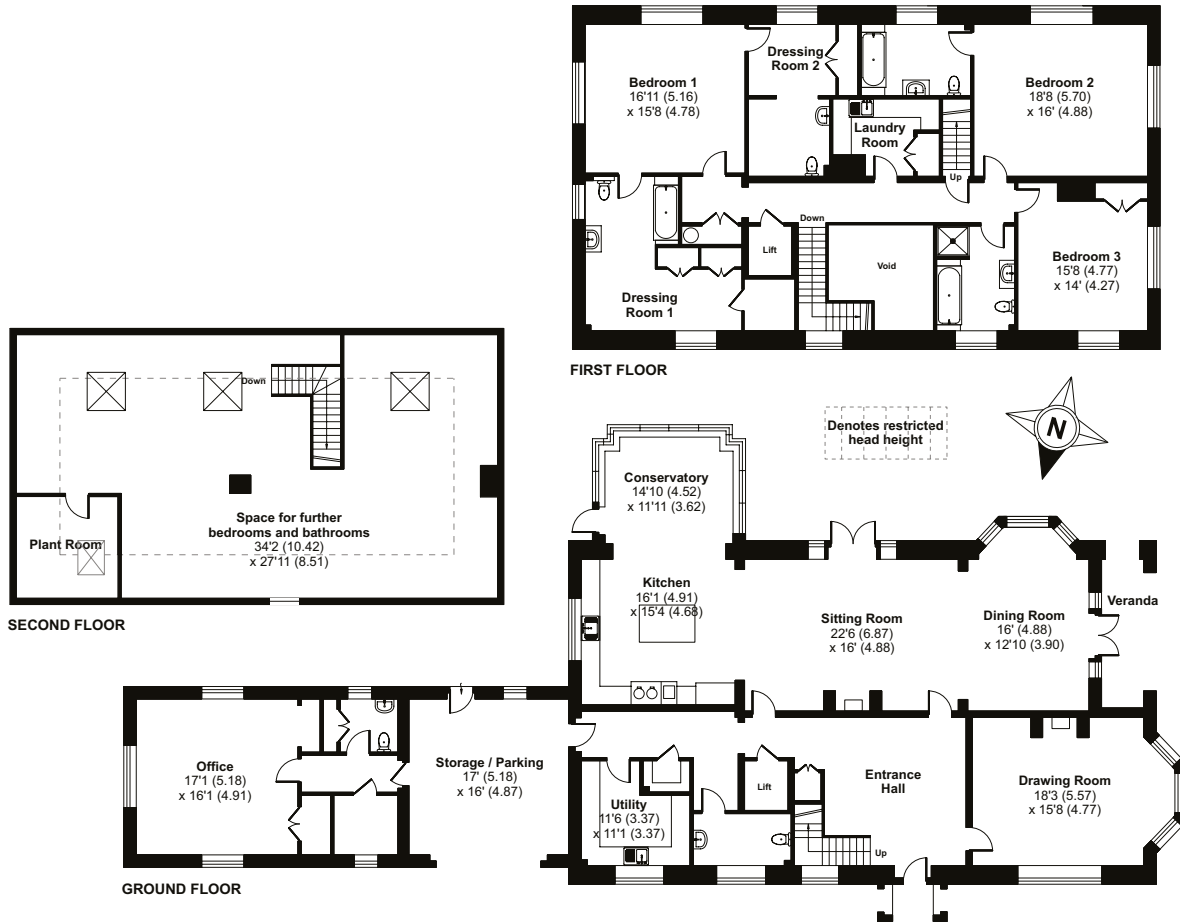 Bedroom 1
16'11 (5.16)
x 15'8 (4.78)
Dressing
Room 2
Bedroom 2
18'8 (5.70)
x 16' (4.88)
Laundry
Room
Up
Down
Lift
Void
Bedroom 3
15'8 (4.77)
x 14' (4.27)
Dressing
Room 1
FIRST FLOOR
Down
Space for further
bedrooms and bathrooms
34'2 (10.42)
x 27'11 (8.51)
Plant Room
SECOND FLOOR
Denotes restricted
head height
N
Conservatory
14'10 (4.52)
x 11'11 (3.62)
Kitchen
16'1 (4.91)
x 15'4 (4.68)
Sitting Room
22'6 (6.87)
x 16' (4.88)
Dining Room
16' (4.88)
x 12'10 (3.90)
Veranda
Office
17'1 (5.18)
x 16'1 (4.91)
Storage / Parking
17' (5.18)
x 16' (4.87)
Utility
11'6 (3.37)
x 11'1 (3.37)
Lift
Entrance
Hall
Up
Drawing Room
18'3 (5.57)
x 15'8 (4.77)
GROUND FLOOR